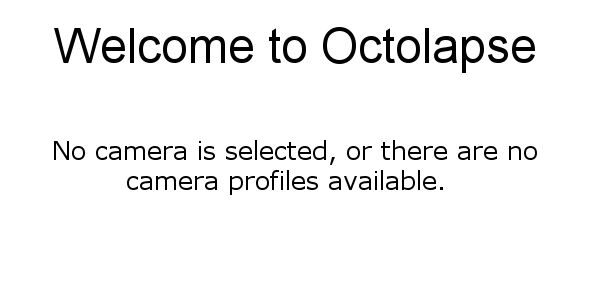 Welcome to Octolapse
No camera is selected, or there are no
camera profiles available.